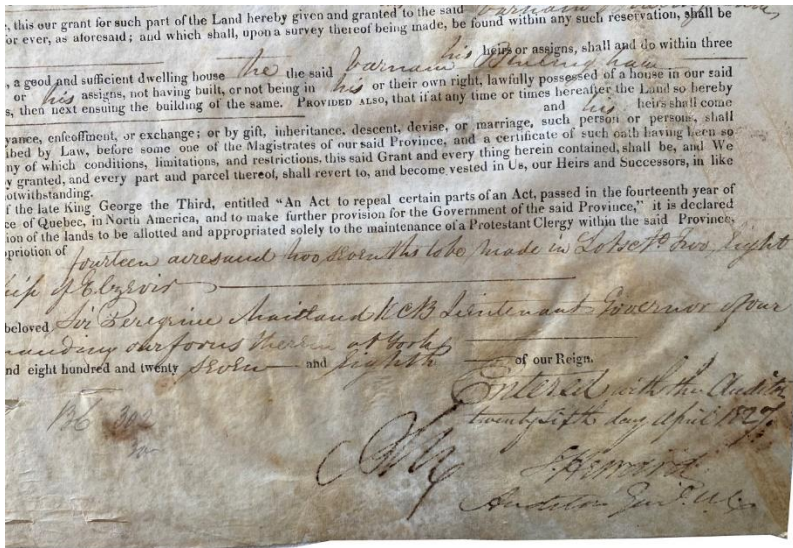 , this our grant for such part of the Land hereby given and granted to the said
or ever, as aforesaid; and which shall, upon a survey thereof being made, be found within any such reservation, shall be
his heirs or assigns, shall and do within three
, a good and sufficient dwelling house he the said Varnam
or his assigns, not having built, or not being in his or their own right, lawfully possessed of a house in our said
s, then next ensuing the building of the same. PROVIDED ALSO, that if at any time or times hereafter the Land so hereby
and his heirs shall come
yance, enfeoffment, or exchange; or by gift, inheritance, descent, devise, or marriage, such person or persons, shall
ibed by Law, before some one of the Magistrates of our said Province, and a certificate of such oath having been so
ny of which conditions, limitations, and restrictions, this said Grant and every thing herein contained, shall be, and We
y granted, and every part and parcel thereof, shall revert to, and become vested in Us, our Heirs and Successors, in like
otwithstanding.
f the late King George the Third, entitled "An Act to repeal certain parts of an Act, passed in the fourteenth year of
ce of Quebec, in North America, and to make further provision for the Government of the said Province," it is declared
ion of the lands to be allotted and appropriated solely to the maintenance of a Protestant Clergy within the said Province,
opriation of
fourteen acres and two sevenths to be made in Lots No Two, Eight
hip of Elzevir
beloved Sir Peregrine Maitland KCB Lieutenant Governor of our
manding our forces therein at York
nd eight hundred and twenty seven and Eighth of our Reign.
Entered with the Auditor
twenty fifth day April 1827
136 302
Auditor Genl. U.C.